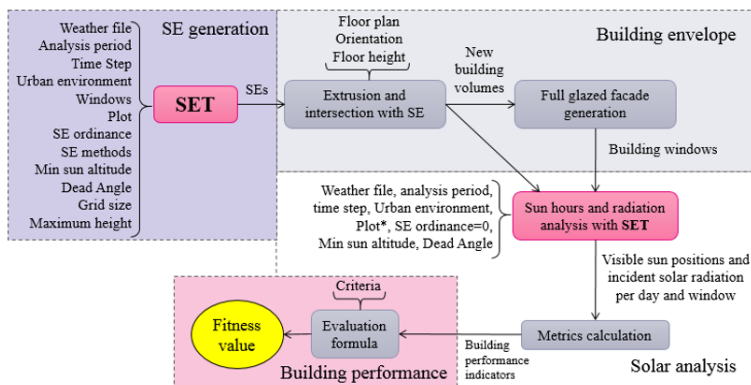 Weather file
Analysis period
Time Step
Urban environment
Windows
Plot
SE ordinance
SE methods
Min sun altitude
Dead Angle
Grid size
Maximum height
SE generation
SET
SEs
Floor plan
Orientation
Floor height
Extrusion and
intersection with SE
New
building
volumes
Building envelope
Full glazed facade
generation
Building windows
Weather file, analysis period,
time step, Urban environment,
Plot*, SE ordinance=0,
Min sun altitude, Dead Angle
Sun hours and radiation
analysis with SET
Visible sun positions and
incident solar radiation
per day and window
Metrics calculation
Solar analysis
Building
performance
indicators
Criteria
Evaluation
formula
Fitness
value
Building performance